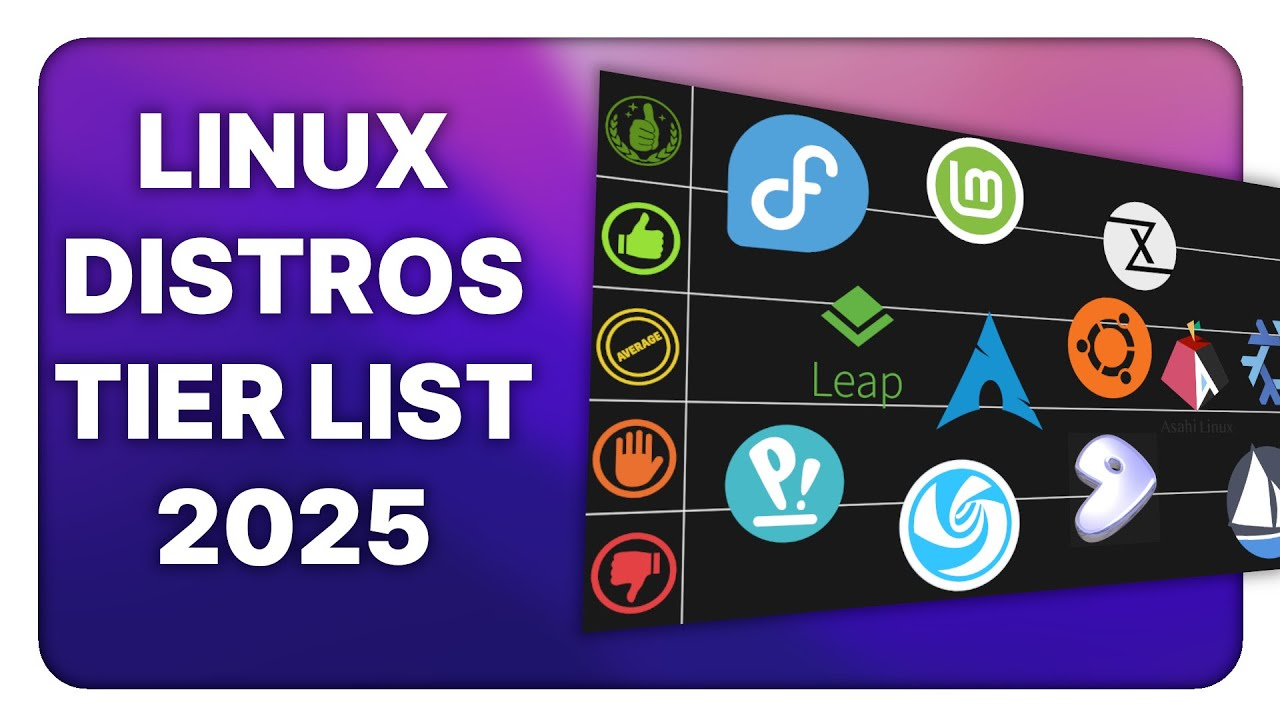 LINUX
DISTROS
TIER LIST
2025
AVERAGE
Leap
Asahi Linux